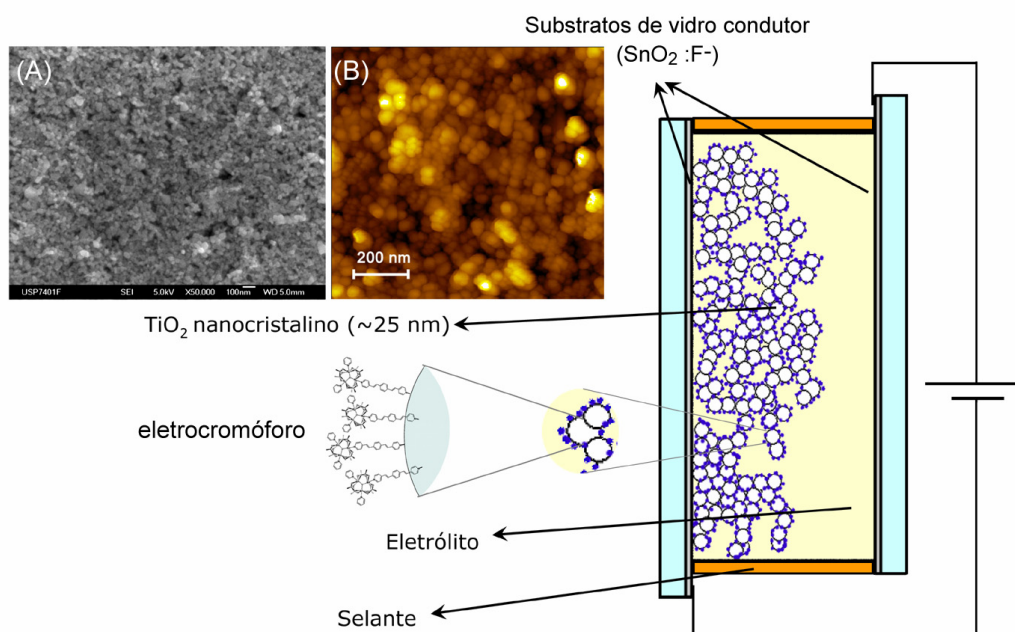 Substratos de vidro condutor
(SnO₂ :F-)
(A)
(B)
200 nm
USP7401F SEI 5.0kV X50.000 100nm WD 5.0mm
TiO₂ nanocristalino (~25 nm)
eletrocromóforo
Eletrólito
Selante